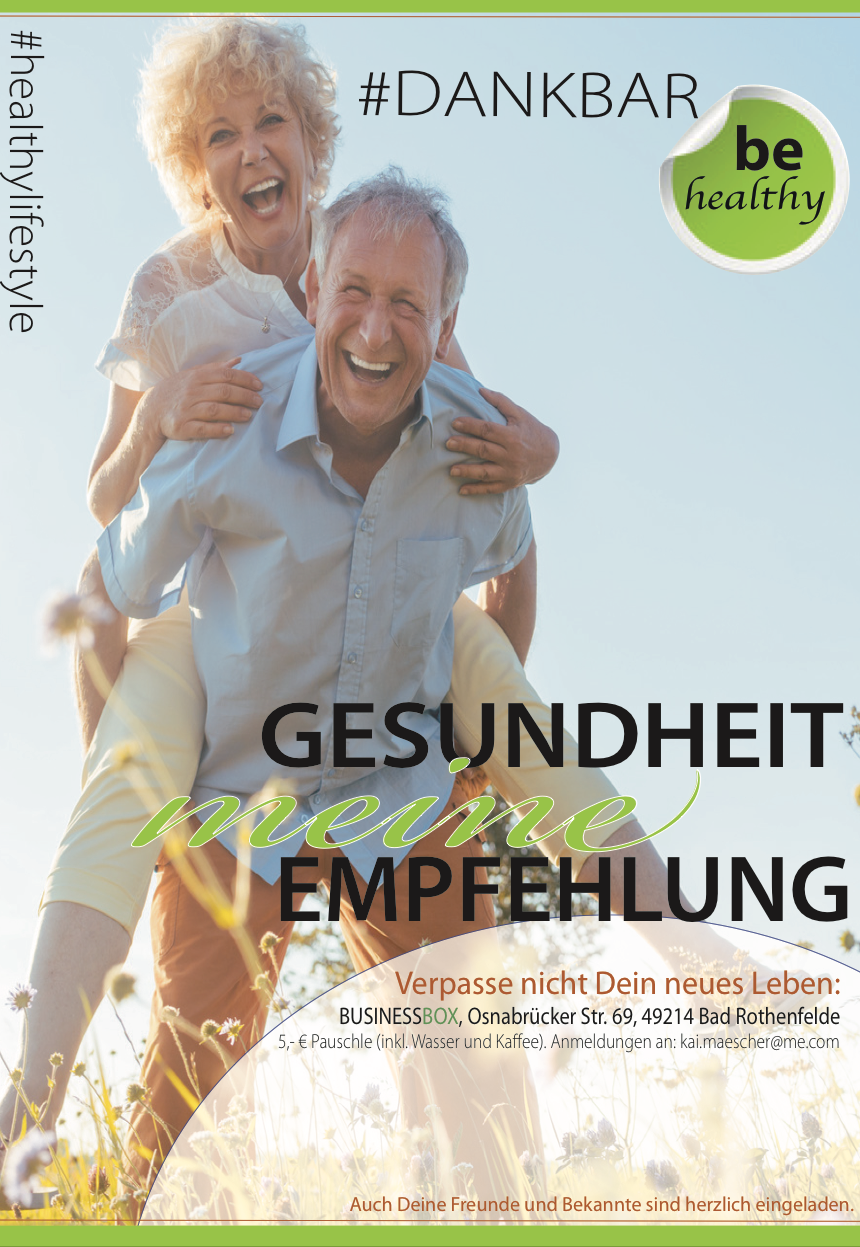 #healthylifestyle
#DANKBAR
be
healthy
GESUNDHEIT
meine
EMPFEHLUNG
Verpasse nicht Dein neues Leben:
BUSINESSBOX, Osnabrücker Str. 69, 49214 Bad Rothenfelde
5,- € Pauschle (inkl. Wasser und Kaffee). Anmeldungen an: kai.maescher@me.com
Auch Deine Freunde und Bekannte sind herzlich eingeladen.